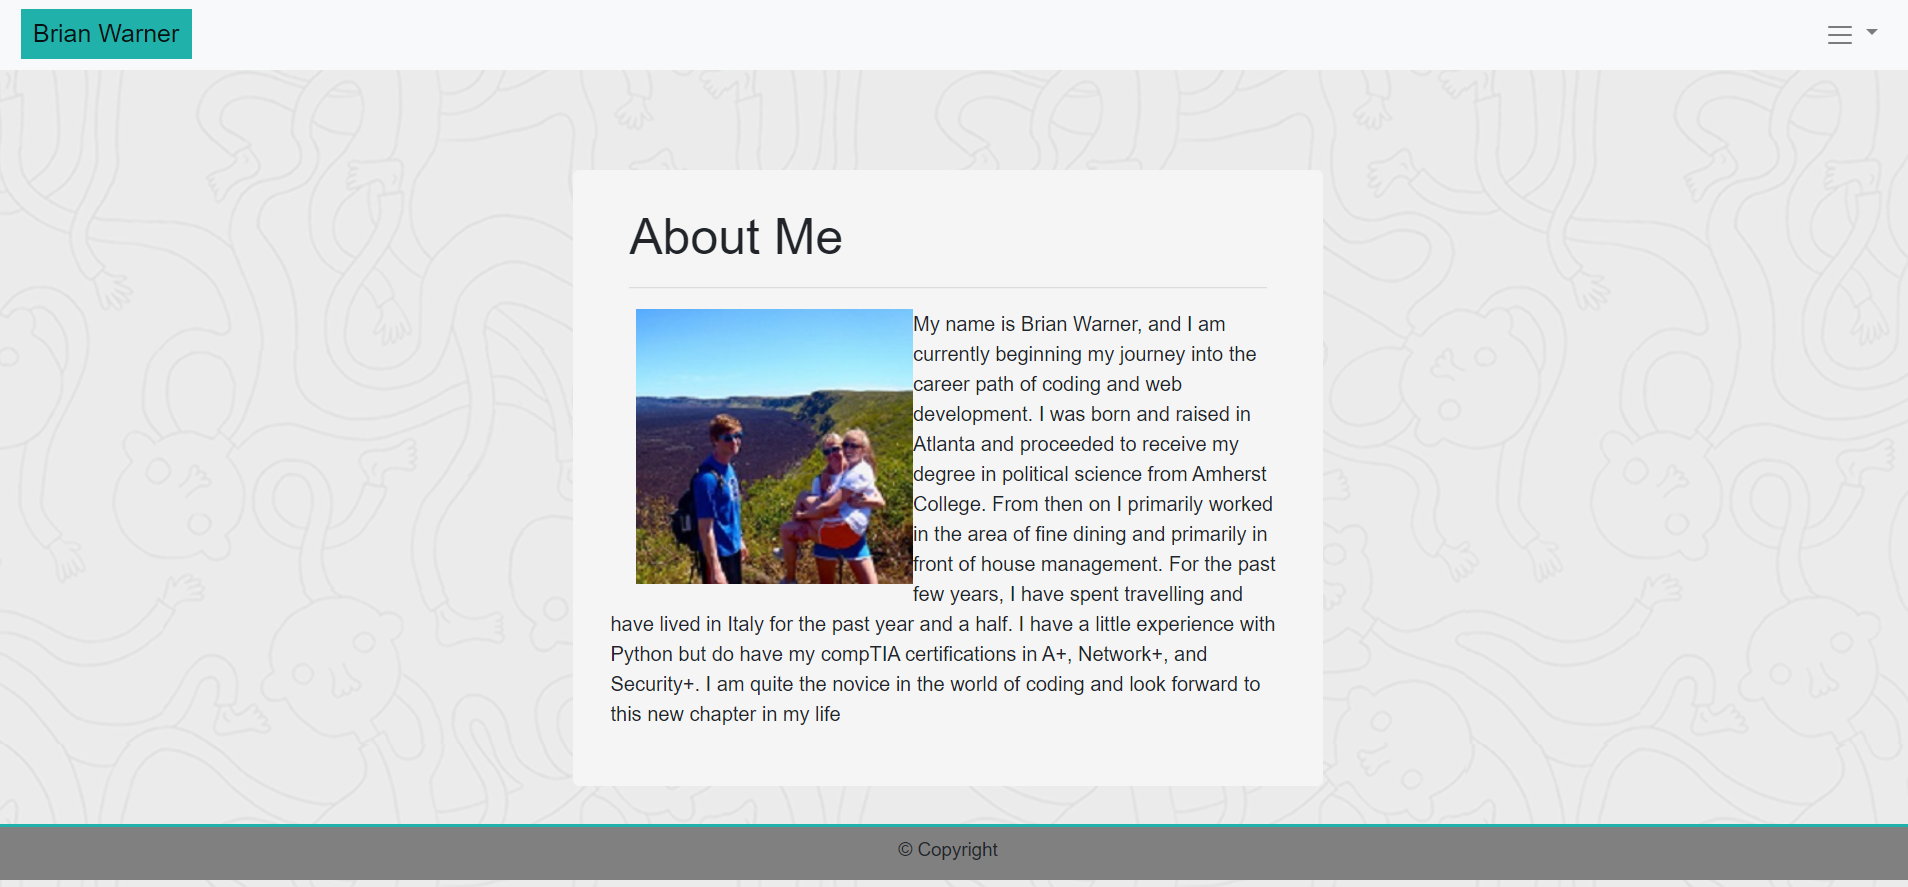 Brian Warner
About Me
My name is Brian Warner, and I am
currently beginning my journey into the
career path of coding and web
development. I was born and raised in
Atlanta and proceeded to receive my
degree in political science from Amherst
College. From then on I primarily worked
in the area of fine dining and primarily in
front of house management. For the past
few years, I have spent travelling and
have lived in Italy for the past year and a half. I have a little experience with
Python but do have my compTIA certifications in A+, Network+, and
Security+. I am quite the novice in the world of coding and look forward to
this new chapter in my life
© Copyright